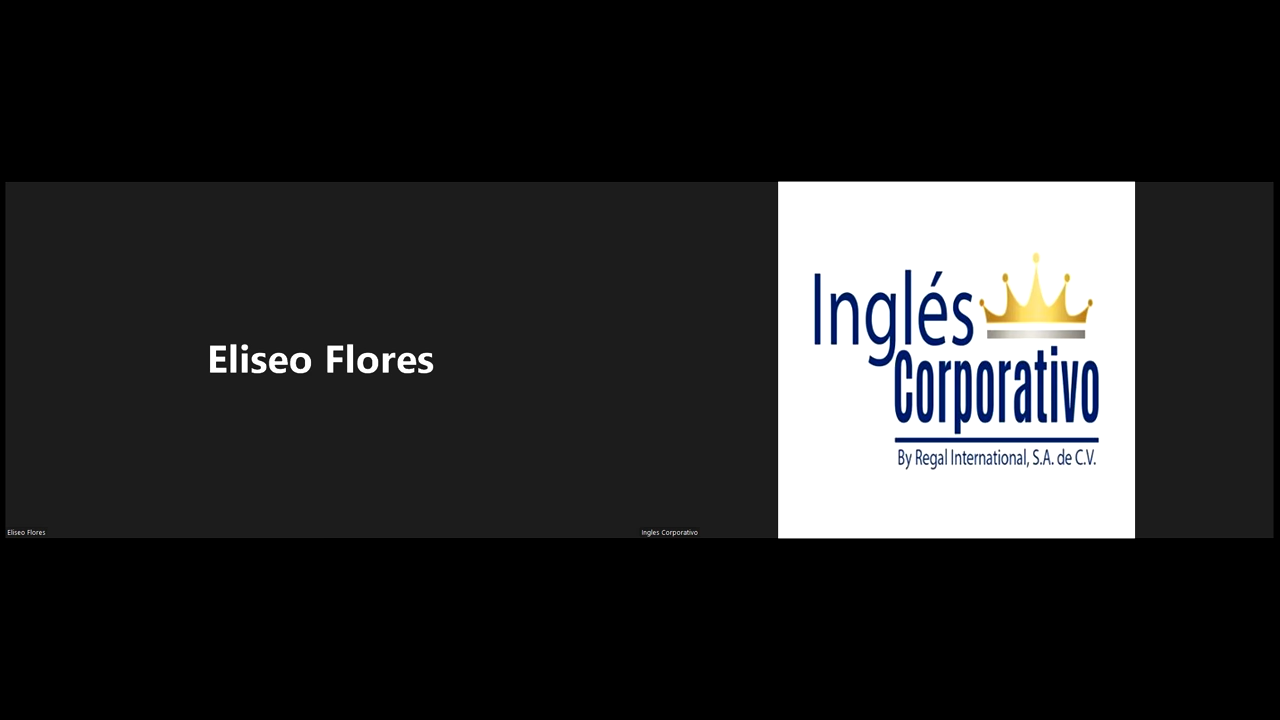 Eliseo Flores
Eliseo Flores
Inglés
Corporativo
By Regal International, S.A. de C.V.
Ingles Corporativo